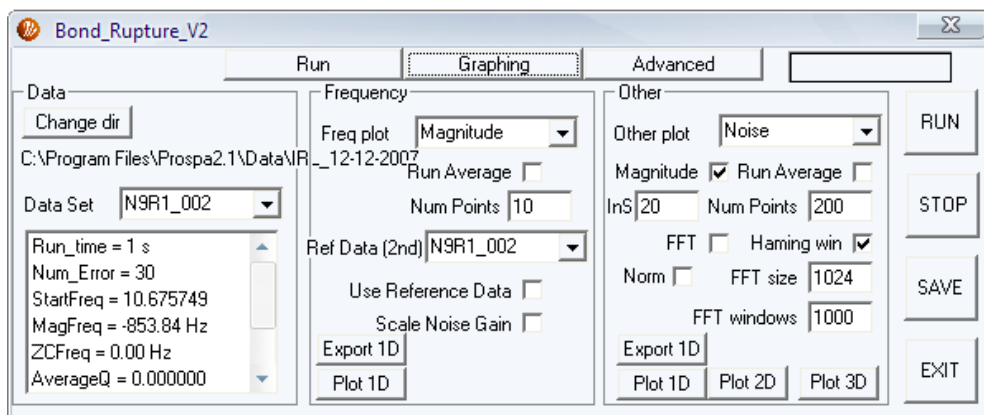 Bond_Rupture_V2
Run Graphing Advanced
Data
Change dir
C:\Program Files\Prospa2.1\Data\IRL_12-12-2007
Data Set N9R1_002
Run_time = 1 s
Num_Error = 30
StartFreq = 10.675749
MagFreq = -853.84 Hz
ZCFreq = 0.00 Hz
AverageQ = 0.000000
Frequency
Freq plot Magnitude
Run Average
Num Points 10
Ref Data (2nd) N9R1_002
Use Reference Data
Scale Noise Gain
Export 1D
Plot 1D
Other
Other plot Noise
Magnitude Run Average
InS 20 Num Points 200
FFT Haming win
Norm FFT size 1024
FFT windows 1000
Export 1D
Plot 1D Plot 2D Plot 3D
RUN
STOP
SAVE
EXIT